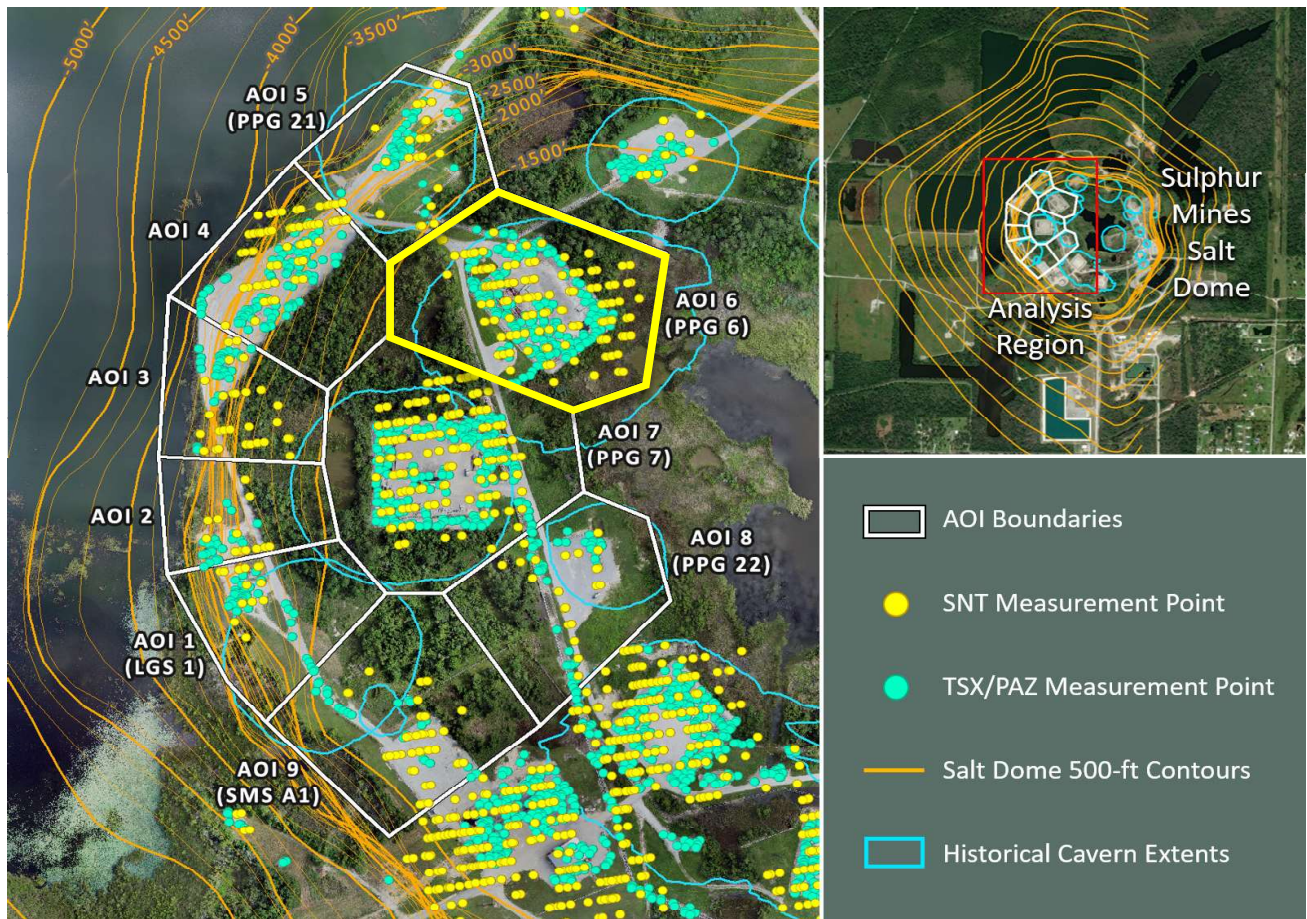 -5000'
-4500'
-4000'
-3500'
-3000'
-2500'
-2000'
-1500'
AOI 5
(PPG 21)
AOI 4
AOI 3
AOI 2
AOI 1
(LGS 1)
AOI 9
(SMS A1)
AOI 6
(PPG 6)
AOI 7
(PPG 7)
AOI 8
(PPG 22)
Sulphur
Mines
Salt
Dome
Analysis
Region
AOI Boundaries
SNT Measurement Point
TSX/PAZ Measurement Point
Salt Dome 500-ft Contours
Historical Cavern Extents